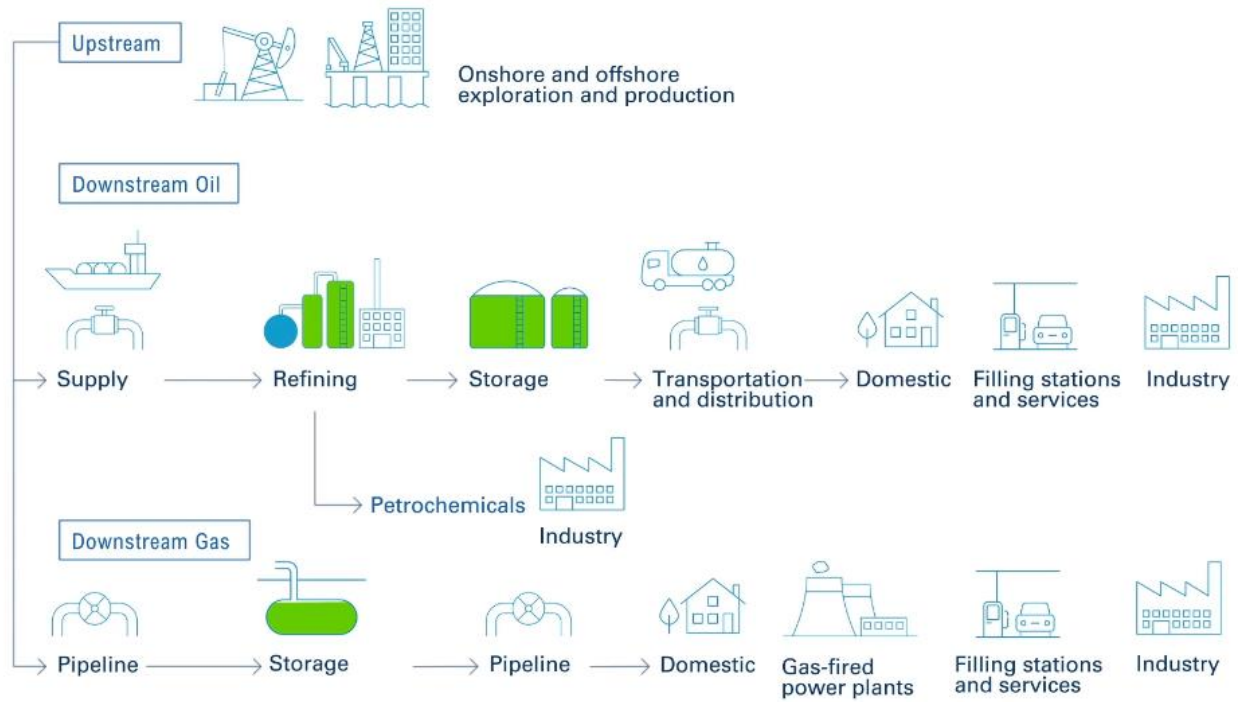 Upstream
Onshore and offshore
exploration and production
Downstream Oil
Supply
Refining
Storage
Transportation
and distribution
Domestic
Filling stations
and services
Industry
Petrochemicals
Industry
Downstream Gas
Pipeline
Storage
Pipeline
Domestic
Gas-fired
power plants
Filling stations
and services
Industry